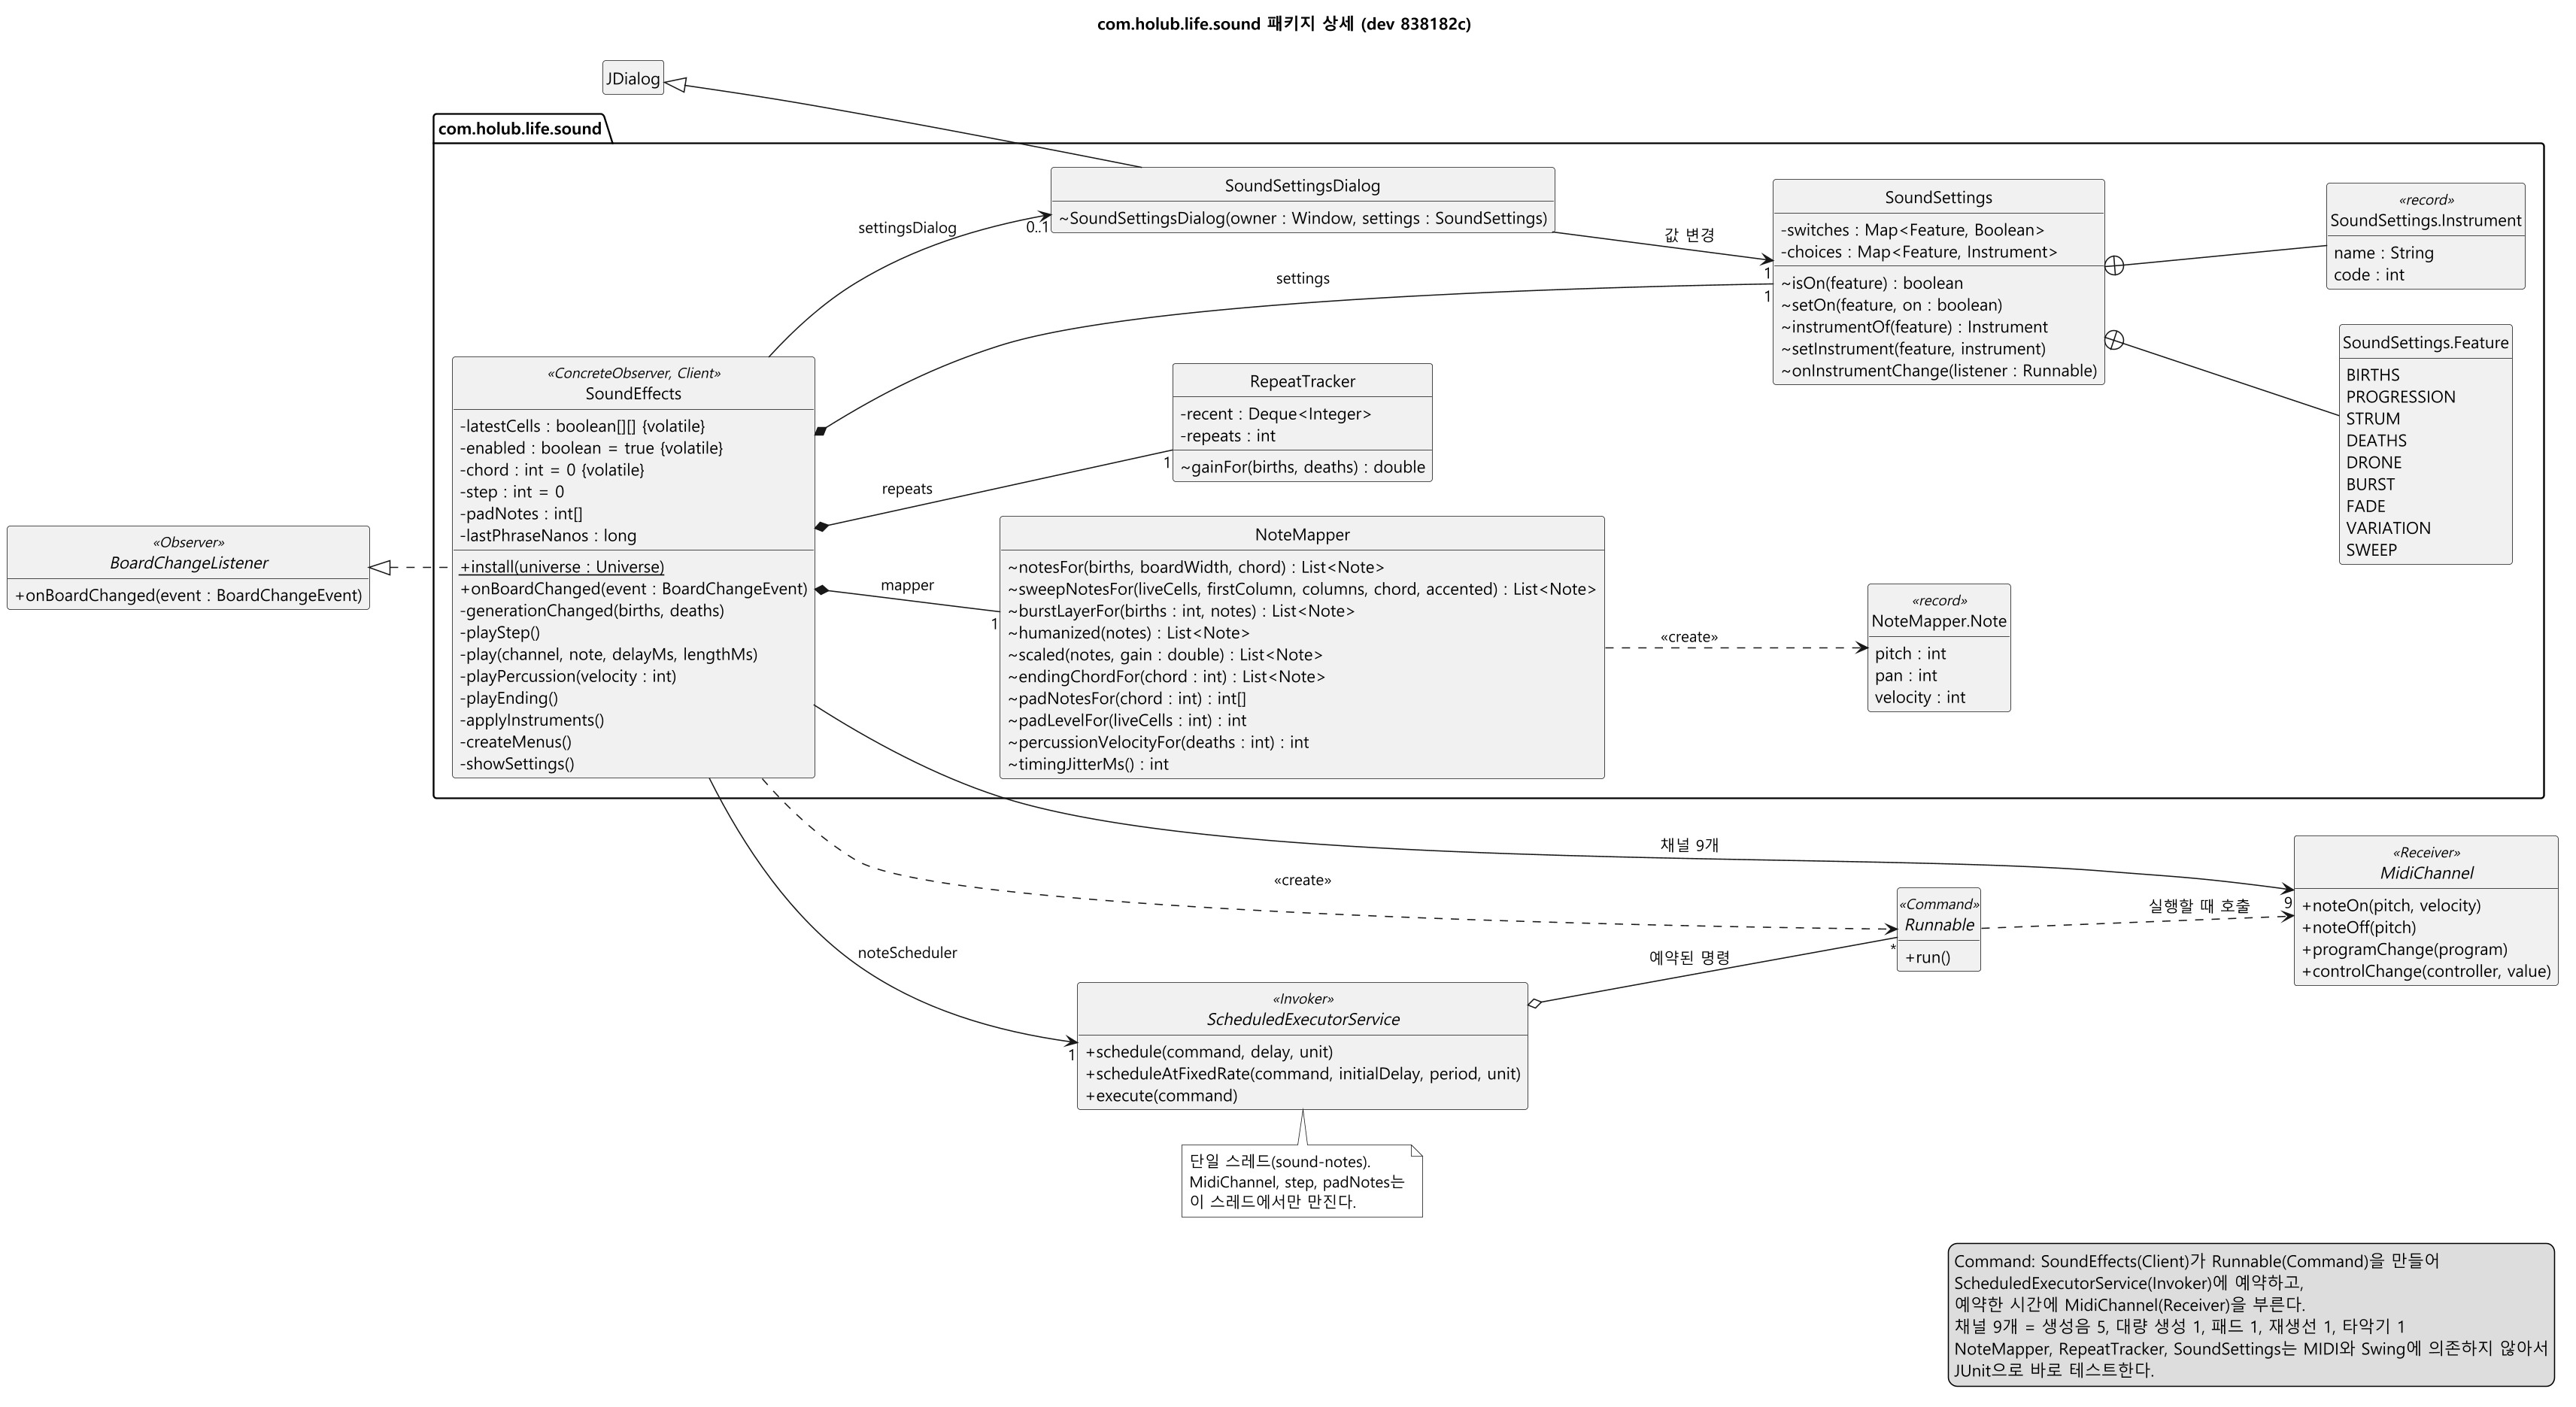 com.holub.life.sound 패키지 상세 (dev 838182c)
JDialog
com.holub.life.sound
SoundSettingsDialog
~SoundSettingsDialog(owner : Window, settings : SoundSettings)
settingsDialog
0..1
값 변경
1
settings
1
SoundSettings
-switches : Map<Feature, Boolean>
-choices : Map<Feature, Instrument>
~isOn(feature) : boolean
~setOn(feature, on : boolean)
~instrumentOf(feature) : Instrument
~setInstrument(feature, instrument)
~onInstrumentChange(listener : Runnable)
«record»
SoundSettings.Instrument
name : String
code : int
SoundSettings.Feature
BIRTHS
PROGRESSION
STRUM
DEATHS
DRONE
BURST
FADE
VARIATION
SWEEP
«ConcreteObserver, Client»
SoundEffects
-latestCells : boolean[][] {volatile}
-enabled : boolean = true {volatile}
-chord : int = 0 {volatile}
-step : int = 0
-padNotes : int[]
-lastPhraseNanos : long
+install(universe : Universe)
+onBoardChanged(event : BoardChangeEvent)
-generationChanged(births, deaths)
-playStep()
-play(channel, note, delayMs, lengthMs)
-playPercussion(velocity : int)
-playEnding()
-applyInstruments()
-createMenus()
-showSettings()
RepeatTracker
-recent : Deque<Integer>
-repeats : int
~gainFor(births, deaths) : double
repeats
1
«Observer»
BoardChangeListener
+onBoardChanged(event : BoardChangeEvent)
mapper
1
NoteMapper
~notesFor(births, boardWidth, chord) : List<Note>
~sweepNotesFor(liveCells, firstColumn, columns, chord, accented) : List<Note>
~burstLayerFor(births : int, notes) : List<Note>
~humanized(notes) : List<Note>
~scaled(notes, gain : double) : List<Note>
~endingChordFor(chord : int) : List<Note>
~padNotesFor(chord : int) : int[]
~padLevelFor(liveCells : int) : int
~percussionVelocityFor(deaths : int) : int
~timingJitterMs() : int
«create»
«record»
NoteMapper.Note
pitch : int
pan : int
velocity : int
채널 9개
9
«create»
noteScheduler
1
«Command»
Runnable
+run()
*
예약된 명령
실행할 때 호출
«Receiver»
MidiChannel
+noteOn(pitch, velocity)
+noteOff(pitch)
+programChange(program)
+controlChange(controller, value)
«Invoker»
ScheduledExecutorService
+schedule(command, delay, unit)
+scheduleAtFixedRate(command, initialDelay, period, unit)
+execute(command)
단일 스레드(sound-notes).
MidiChannel, step, padNotes는
이 스레드에서만 만진다.
Command: SoundEffects(Client)가 Runnable(Command)을 만들어
ScheduledExecutorService(Invoker)에 예약하고,
예약한 시간에 MidiChannel(Receiver)을 부른다.
채널 9개 = 생성음 5, 대량 생성 1, 패드 1, 재생선 1, 타악기 1
NoteMapper, RepeatTracker, SoundSettings는 MIDI와 Swing에 의존하지 않아서
JUnit으로 바로 테스트한다.